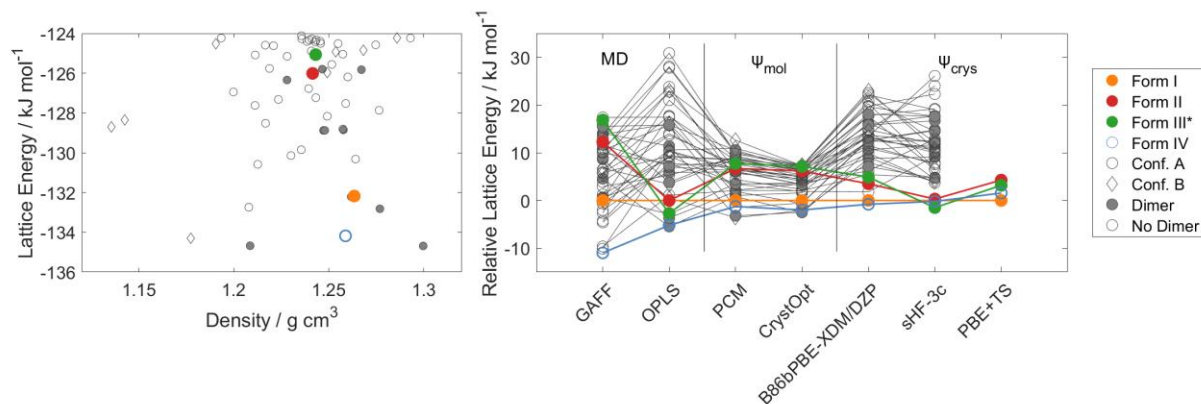 -124
-126
-128
-130
-132
-134
-136
Lattice Energy / kJ mol⁻¹
1.15
1.2
1.25
1.3
Density / g cm³
Relative Lattice Energy / kJ mol⁻¹
30
20
10
0
-10
MD
Ψmol
Ψcrys
GAFF
OPLS
PCM
CrystOpt
B86bPBE-XDM/DZP
sHF-3c
PBE+TS
Form I
Form II
Form III*
Form IV
Conf. A
Conf. B
Dimer
No Dimer